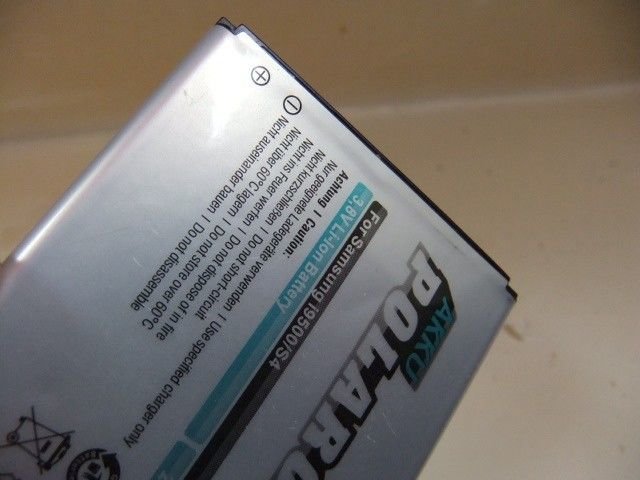 AKKU
POLAR
For Samsung i9500/S4
3,8V Li-Ion Battery
Achtung | Caution:
Nur geeignete Ladegeräte verwenden | Use specified charger only
Nicht kurzschließen | Do not short-circuit
Nicht ins Feuer werfen | Do not dispose of in fire
Nicht über 60°C lagern | Do not store over 60°C
Nicht auseinander bauen | Do not disassemble